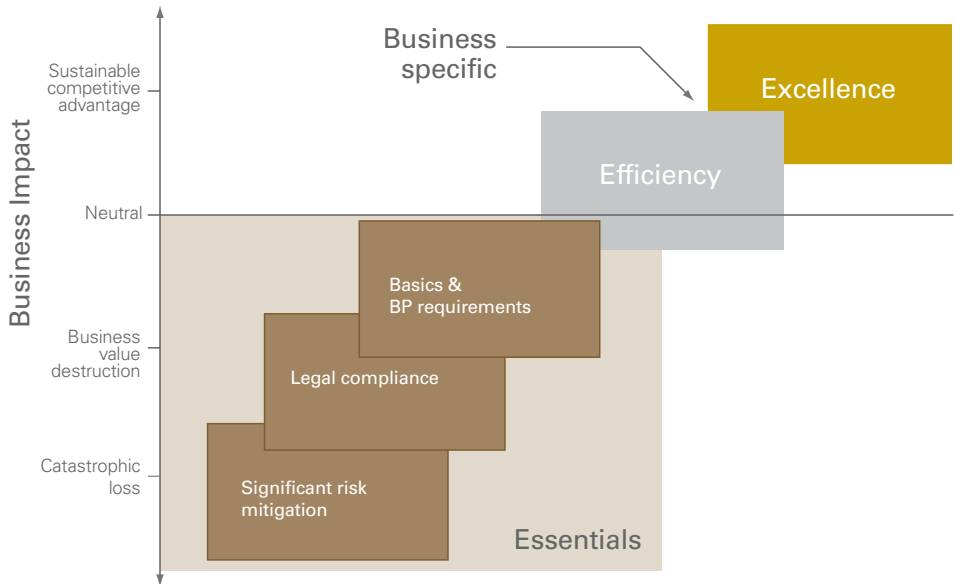 Business
specific
Excellence
Sustainable
competitive
advantage
Efficiency
Neutral
Business Impact
Basics &
BP requirements
Business
value
destruction
Legal compliance
Catastrophic
loss
Significant risk
mitigation
Essentials